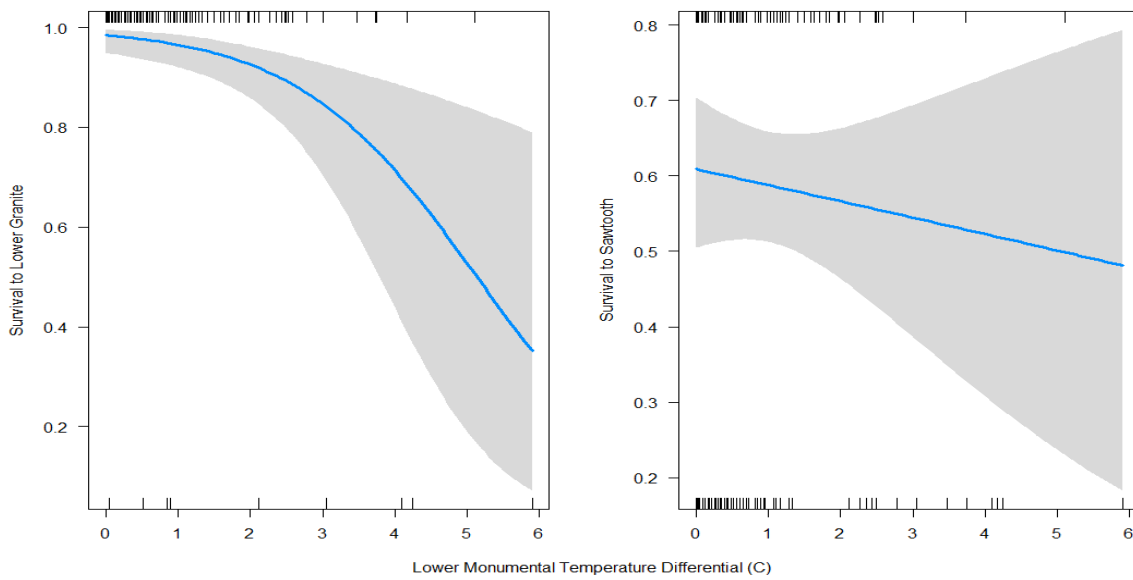 1.0
0.8
0.6
0.4
0.2
Survival to Lower Granite
0 1 2 3 4 5 6
0.8
0.7
0.6
0.5
0.4
0.3
0.2
Survival to Sawtooth
0 1 2 3 4 5 6
Lower Monumental Temperature Differential (C)